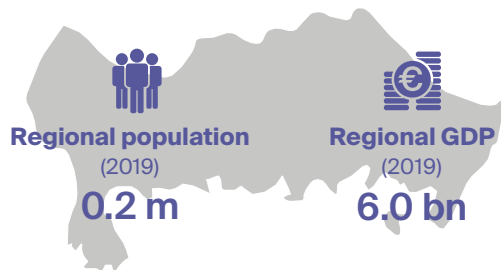 Regional population
(2019)
0.2 m
€
Regional GDP
(2019)
6.0 bn